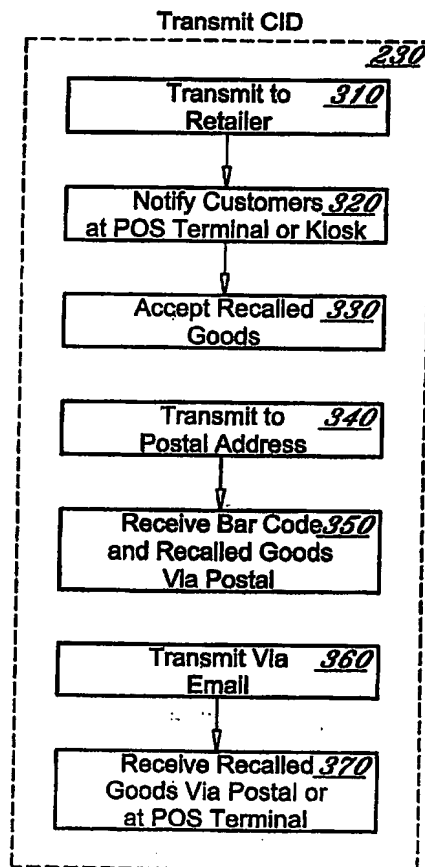 Transmit CID
230
Transmit to 310
Retailer
Notify Customers 320
at POS Terminal or Kiosk
Accept Recalled 330
Goods
Transmit to 340
Postal Address
Receive Bar Code 350
and Recalled Goods
Via Postal
Transmit Via 360
Email
Receive Recalled 370
Goods Via Postal or
at POS Terminal